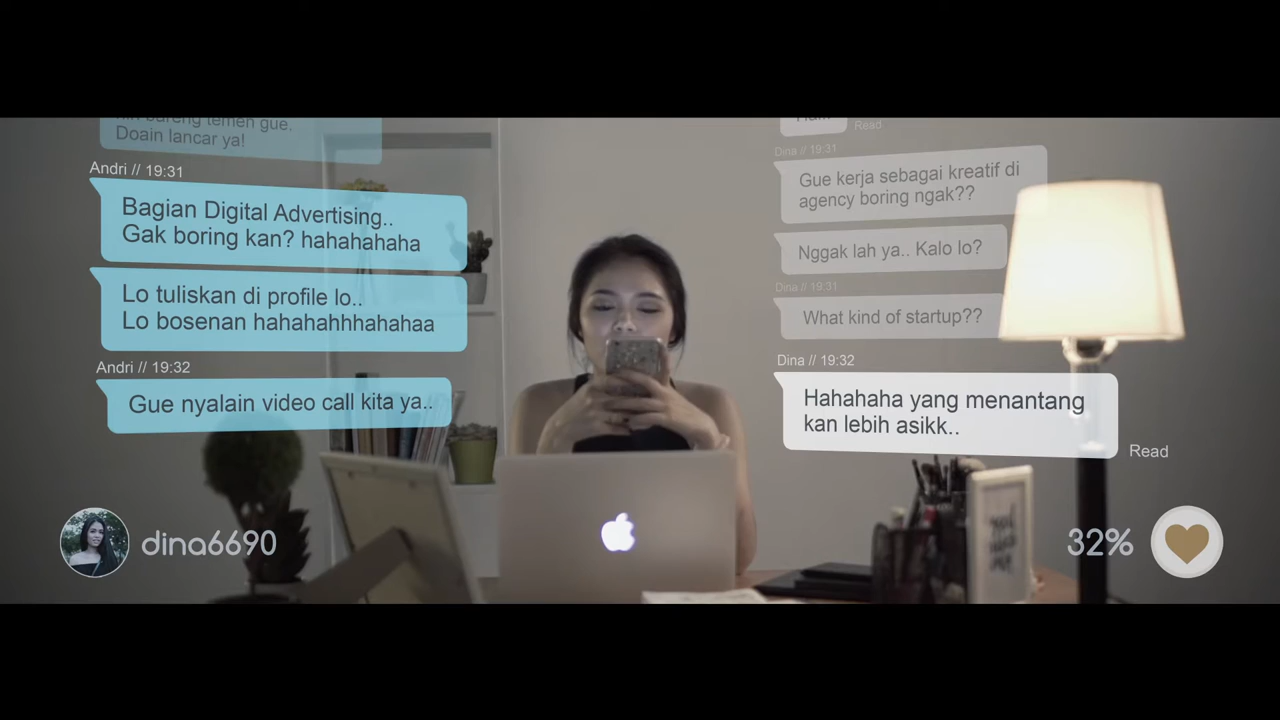 Doain lancar ya!
Andri // 19:31
Bagian Digital Advertising..
Gak boring kan? hahahahaha
Lo tuliskan di profile lo..
Lo bosenan hahahahhhahahaa
Andri // 19:32
Gue nyalain video call kita ya..
Read
Dina // 19:31
Gue kerja sebagai kreatif di
agency boring ngak??
Nggak lah ya.. Kalo lo?
Dina // 19:31
What kind of startup??
Dina // 19:32
Hahahaha yang menantang
kan lebih asikk..
Read
dina6690
32%